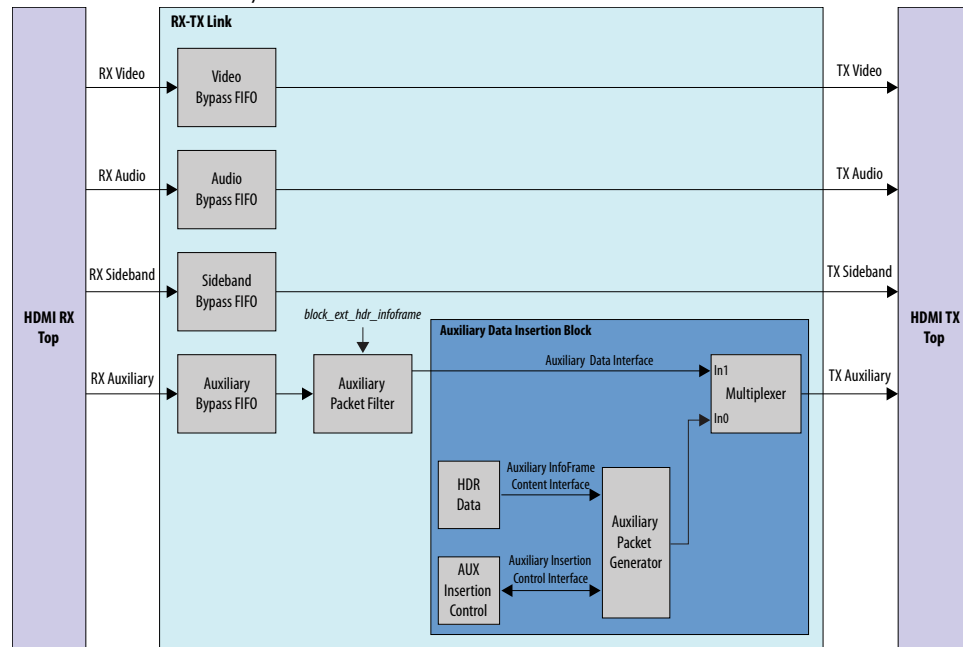 RX-TX Link
RX Video
Video
Bypass FIFO
TX Video
RX Audio
Audio
Bypass FIFO
TX Audio
RX Sideband
Sideband
Bypass FIFO
TX Sideband
HDMI RX
Top
HDMI TX
Top
block_ext_hdr_infoframe
Auxiliary Data Insertion Block
RX Auxiliary
Auxiliary
Bypass FIFO
Auxiliary
Packet Filter
Auxiliary Data Interface
In1
Multiplexer
In0
TX Auxiliary
HDR
Data
Auxiliary InfoFrame
Content Interface
Auxiliary
Packet
Generator
AUX
Insertion
Control
Auxiliary Insertion
Control Interface